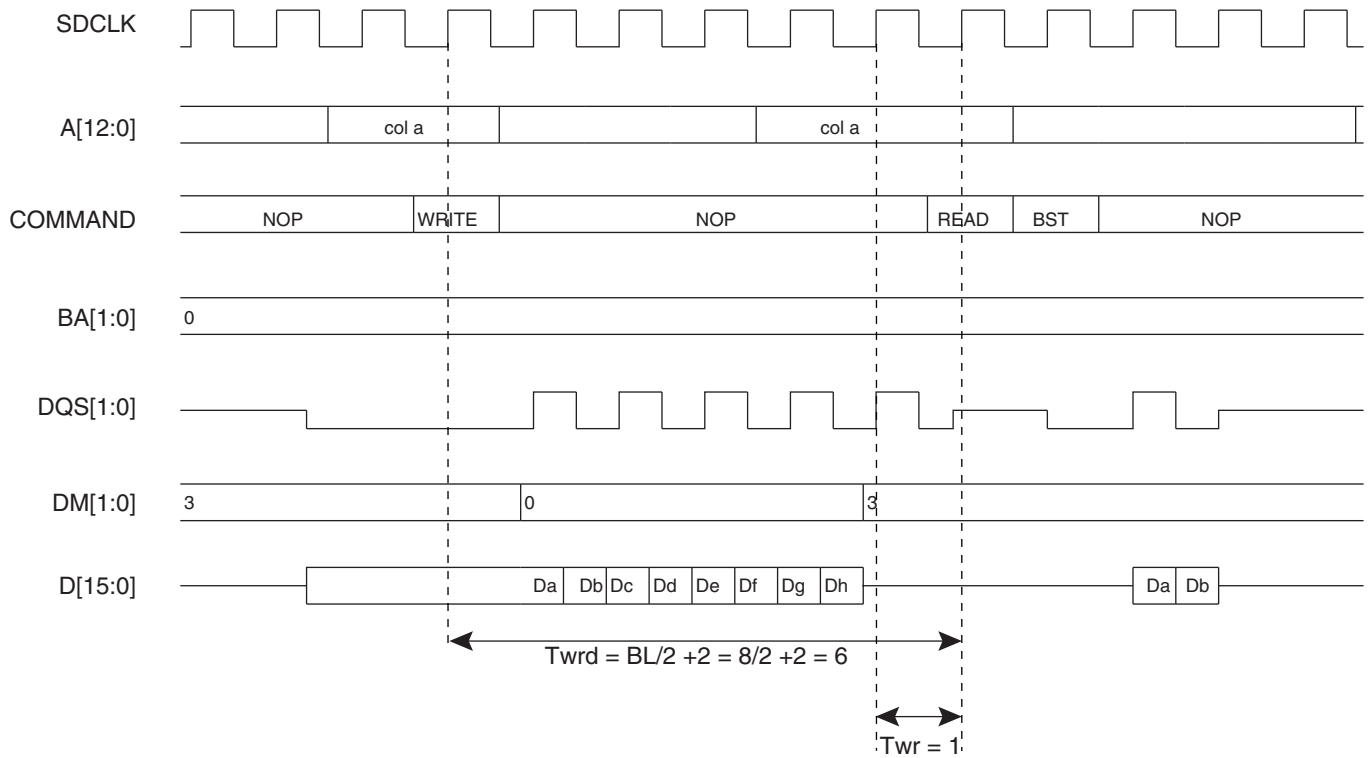 SDCLK
A[12:0] col a col a
COMMAND NOP WRITE NOP READ BST NOP
BA[1:0] 0
DQS[1:0]
DM[1:0] 3 0 3
D[15:0] Da Db Dc Dd De Df Dg Dh Da Db
Twrd = BL/2 +2 = 8/2 +2 = 6
Twr = 1